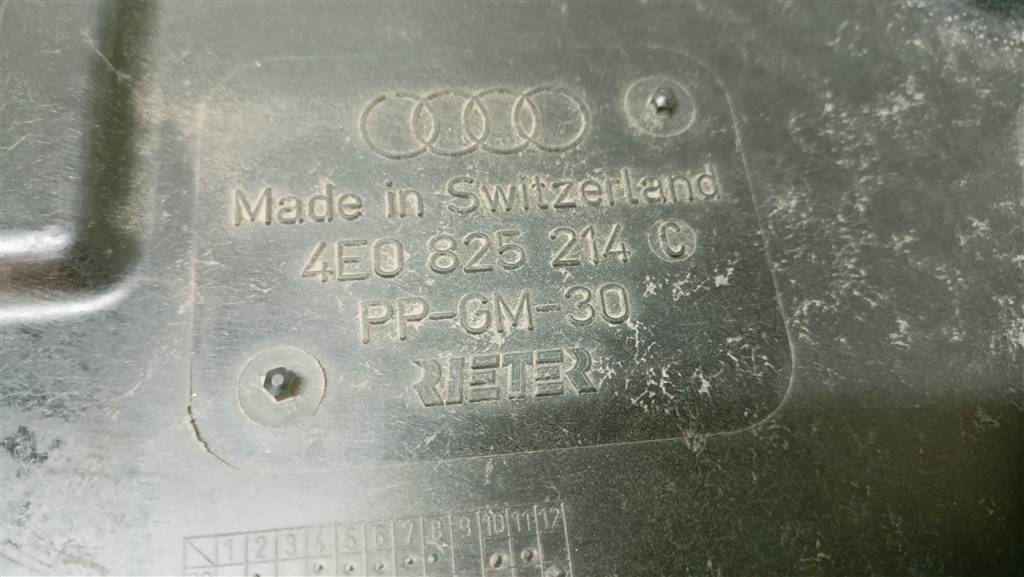 Made in Switzerland
4E0 825 214 C
PP-GM-30
RIETER
1 2 3 4 5 6 7 8 9 10 11 12